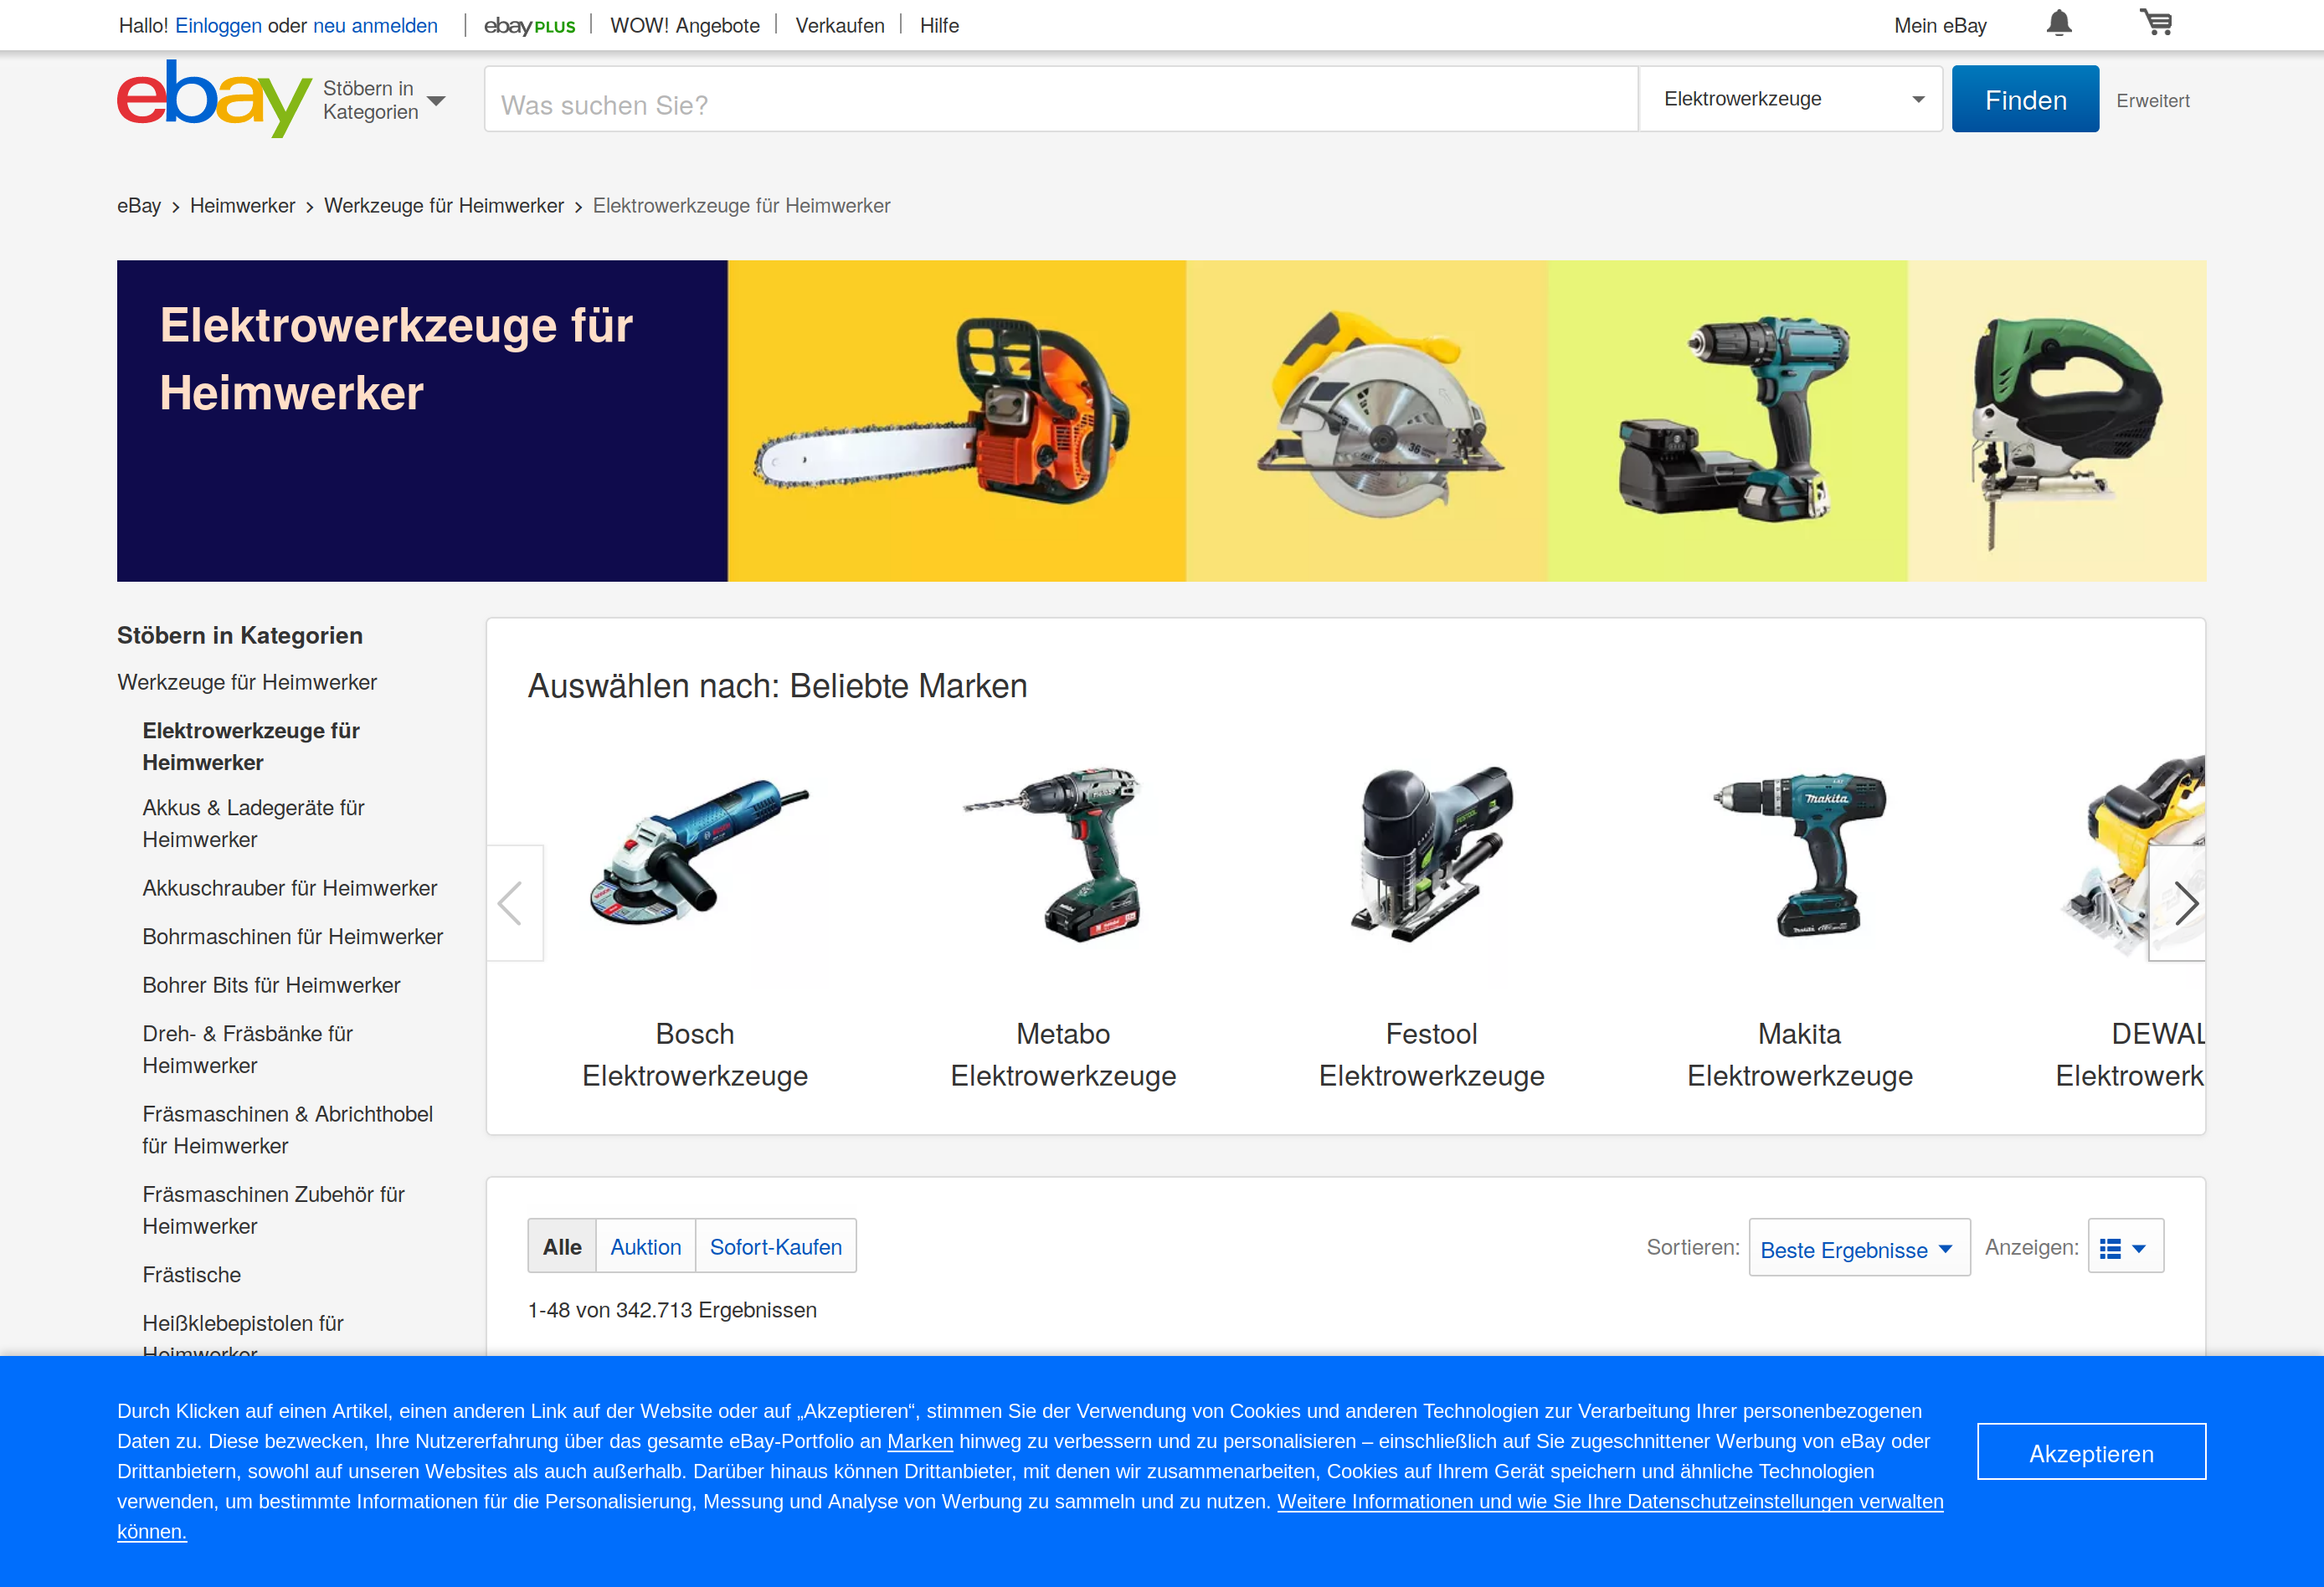 Hallo! Einloggen oder neu anmelden
ebay PLUS
WOW! Angebote
Verkaufen
Hilfe
Mein eBay
ebay
Stöbern in
Kategorien
Was suchen Sie?
Elektrowerkzeuge
Finden
Erweitert
eBay > Heimwerker > Werkzeuge für Heimwerker > Elektrowerkzeuge für Heimwerker
Elektrowerkzeuge für
Heimwerker
36
Stöbern in Kategorien
Werkzeuge für Heimwerker
Elektrowerkzeuge für
Heimwerker
Akkus & Ladegeräte für
Heimwerker
Akkuschrauber für Heimwerker
Bohrmaschinen für Heimwerker
Bohrer Bits für Heimwerker
Dreh- & Fräsbänke für
Heimwerker
Fräsmaschinen & Abrichthobel
für Heimwerker
Fräsmaschinen Zubehör für
Heimwerker
Frästische
Heißklebepistolen für
Heimwerker
Auswählen nach: Beliebte Marken
Makita
Bosch
Elektrowerkzeuge
Metabo
Elektrowerkzeuge
Festool
Elektrowerkzeuge
Makita
Elektrowerkzeuge
DEWAL
Elektrowerk
Alle
Auktion
Sofort-Kaufen
Sortieren:
Beste Ergebnisse
Anzeigen:
1-48 von 342.713 Ergebnissen
Durch Klicken auf einen Artikel, einen anderen Link auf der Website oder auf „Akzeptieren“, stimmen Sie der Verwendung von Cookies und anderen Technologien zur Verarbeitung Ihrer personenbezogenen
Daten zu. Diese bezwecken, Ihre Nutzererfahrung über das gesamte eBay-Portfolio an Marken hinweg zu verbessern und zu personalisieren – einschließlich auf Sie zugeschnittener Werbung von eBay oder
Drittanbietern, sowohl auf unseren Websites als auch außerhalb. Darüber hinaus können Drittanbieter, mit denen wir zusammenarbeiten, Cookies auf Ihrem Gerät speichern und ähnliche Technologien
verwenden, um bestimmte Informationen für die Personalisierung, Messung und Analyse von Werbung zu sammeln und zu nutzen. Weitere Informationen und wie Sie Ihre Datenschutzeinstellungen verwalten
können.
Akzeptieren